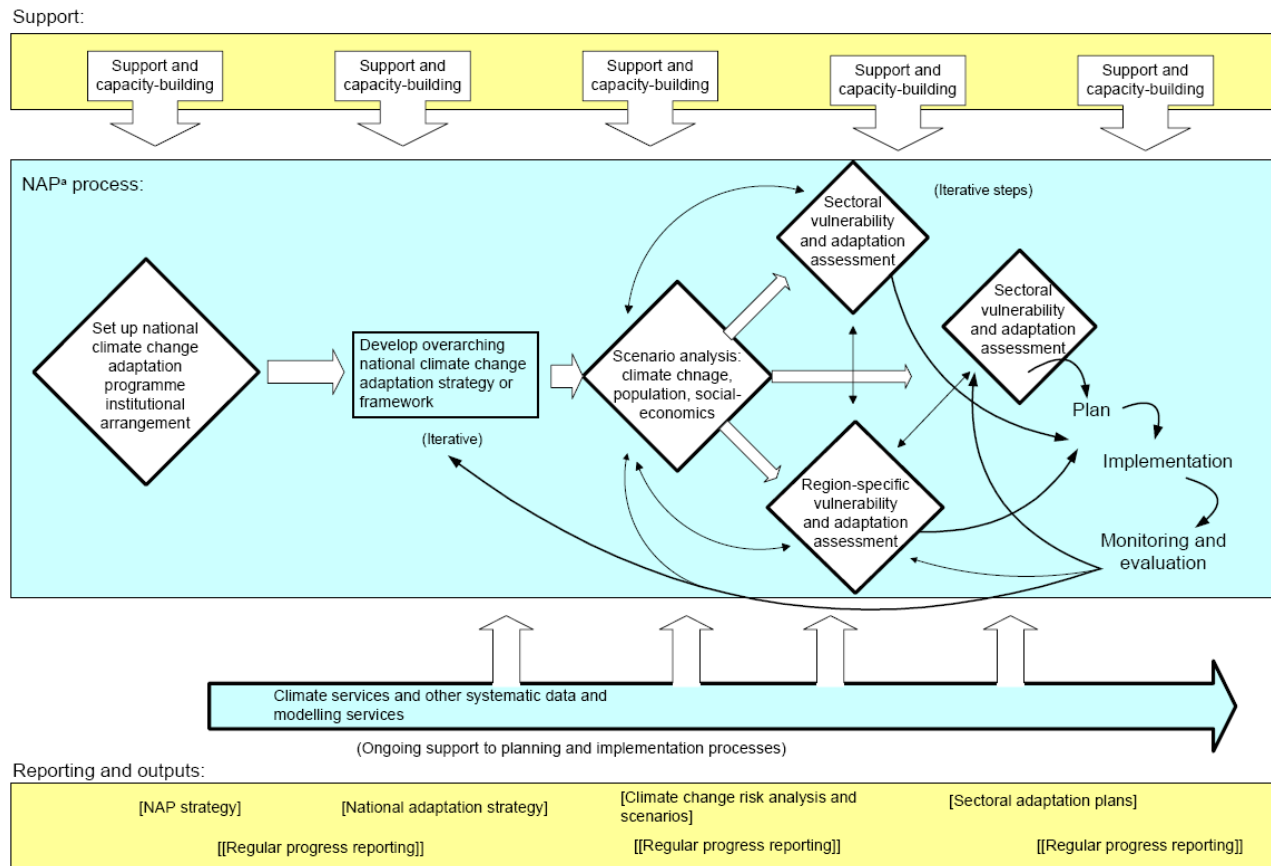 Support:
Support and
capacity-building
Support and
capacity-building
Support and
capacity-building
Support and
capacity-building
Support and
capacity-building
NAPᵃ process:
Set up national
climate change
adaptation
programme
institutional
arrangement
Develop overarching
national climate change
adaptation strategy or
framework
(Iterative)
Scenario analysis:
climate chnage,
population, social-
economics
Sectoral
vulnerability
and adaptation
assessment
(Iterative steps)
Sectoral
vulnerability
and adaptation
assessment
Region-specific
vulnerability
and adaptation
assessment
Plan
Implementation
Monitoring and
evaluation
Climate services and other systematic data and
modelling services
(Ongoing support to planning and implementation processes)
Reporting and outputs:
[NAP strategy]
[National adaptation strategy]
[Climate change risk analysis and
scenarios]
[Sectoral adaptation plans]
[[Regular progress reporting]]
[[Regular progress reporting]]
[[Regular progress reporting]]